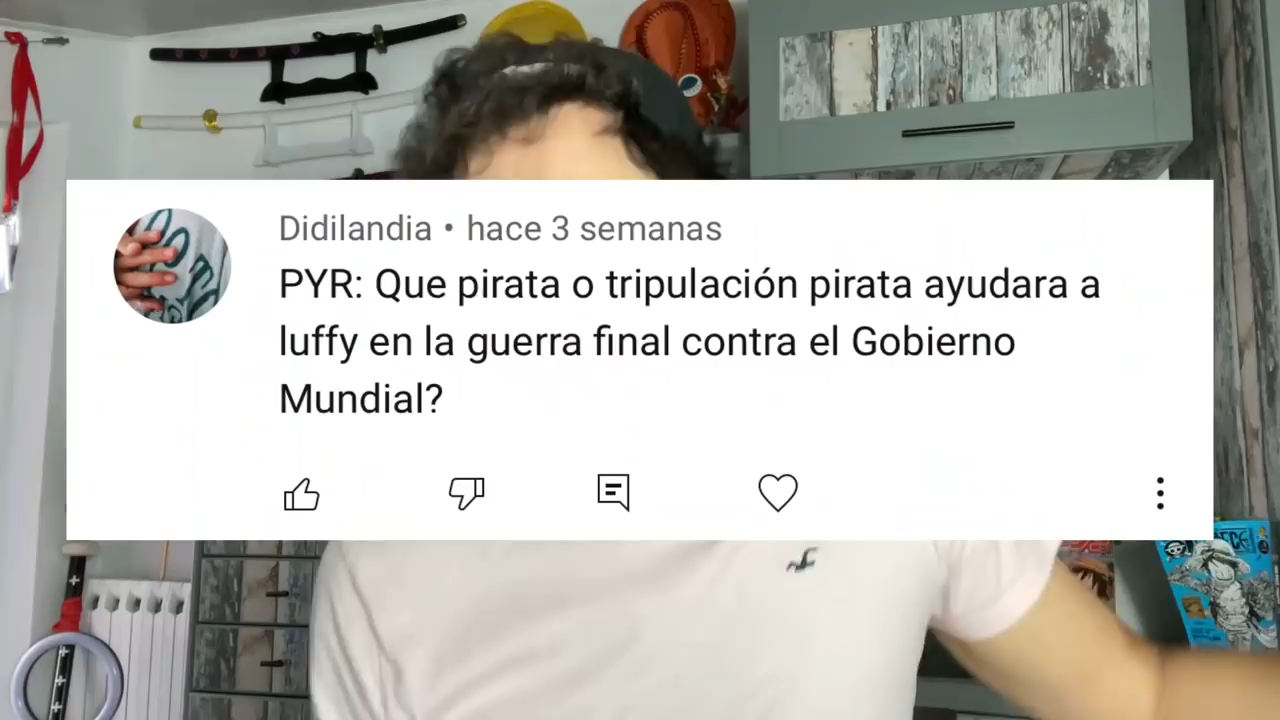 Didilandia • hace 3 semanas
PYR: Que pirata o tripulación pirata ayudara a
luffy en la guerra final contra el Gobierno
Mundial?